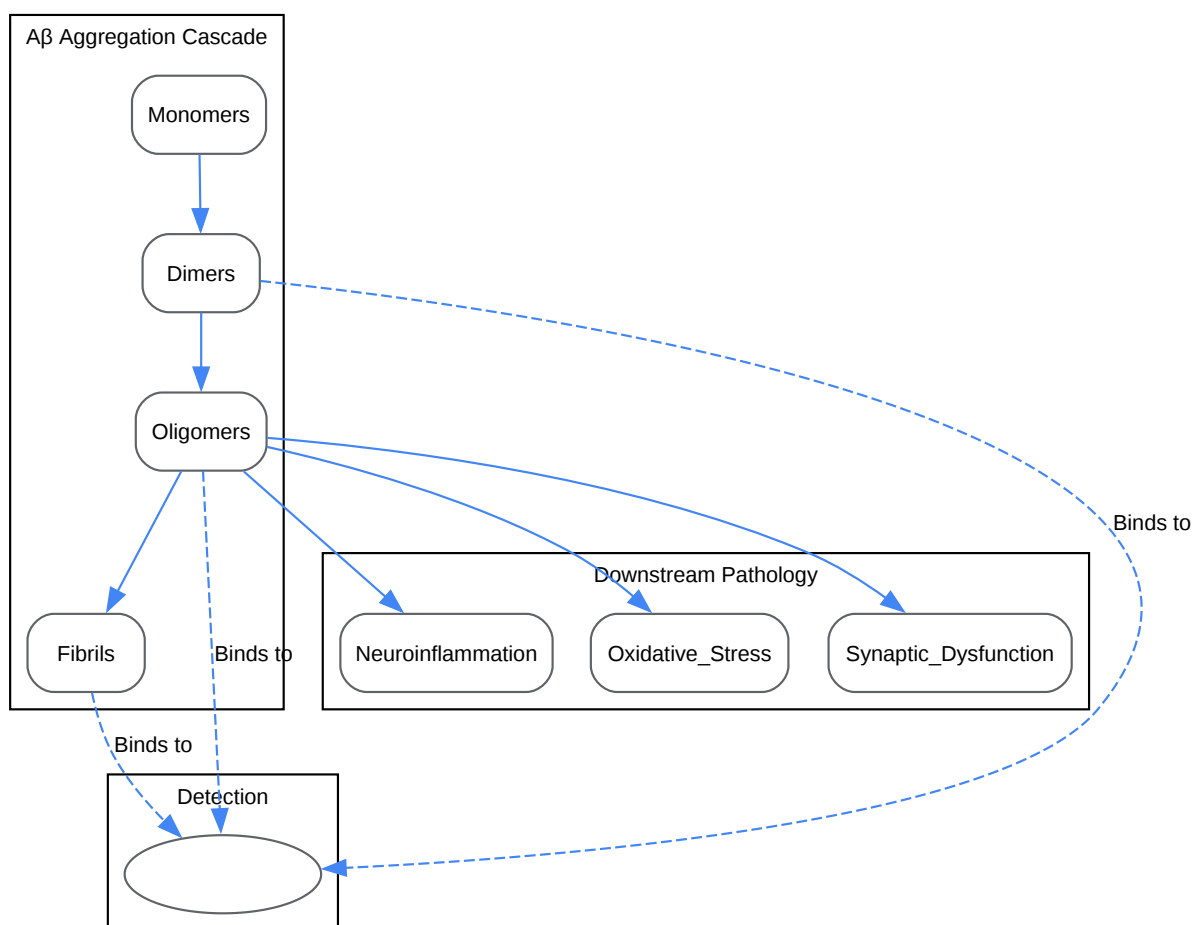 Aβ Aggregation Cascade
Monomers
Dimers
Oligomers
Binds to
Downstream Pathology
Neuroinflammation
Oxidative_Stress
Synaptic_Dysfunction
Fibrils
Binds to
Binds to
Detection